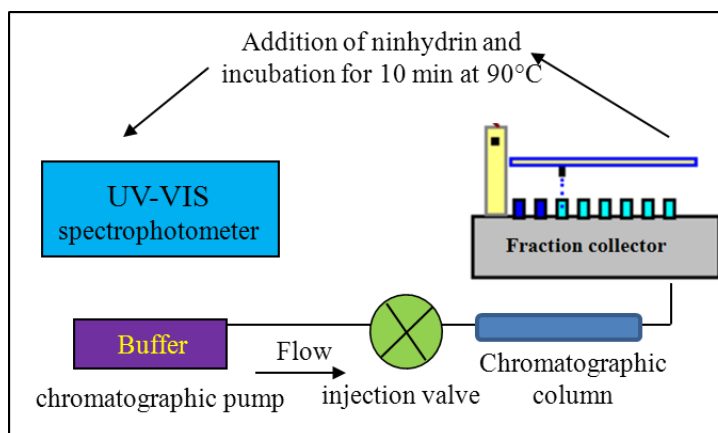 Addition of ninhydrin and
incubation for 10 min at 90°C
UV-VIS
spectrophotometer
Fraction collector
Buffer
Flow
chromatographic pump
injection valve
Chromatographic
column